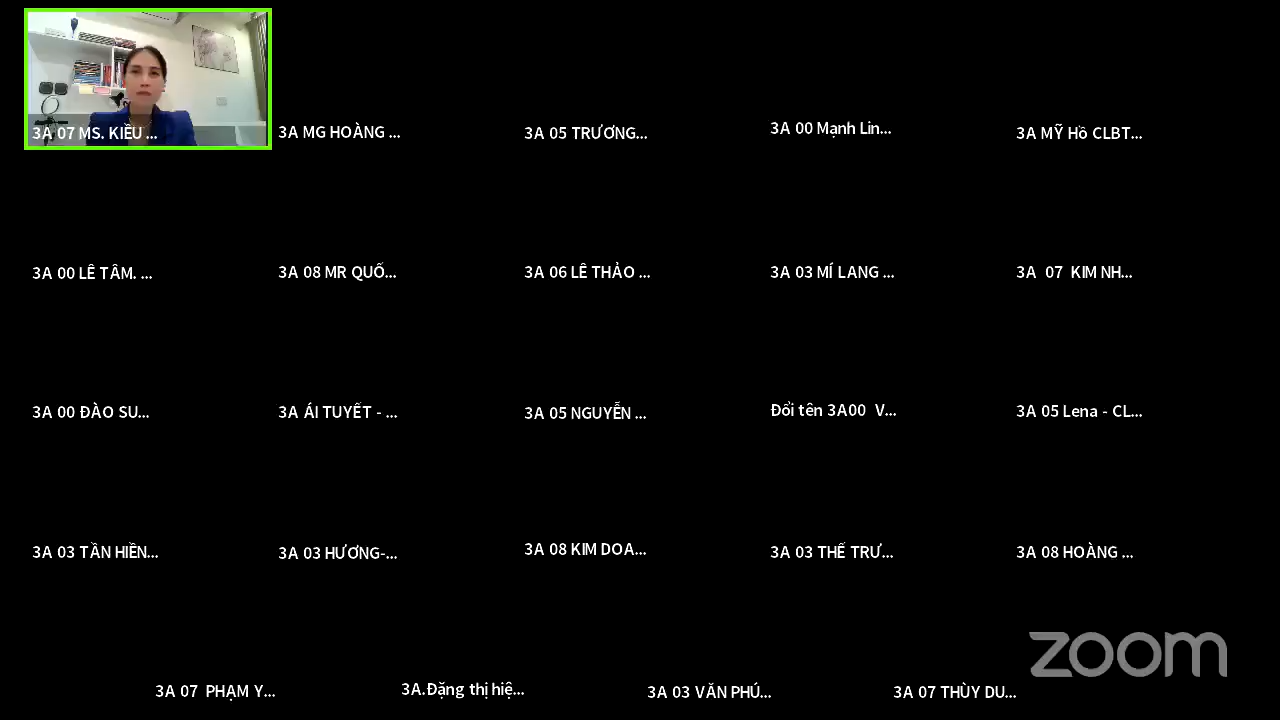 3A 07 MS. KIỀU ...
3A MG HOÀNG ...
3A 05 TRƯƠNG...
3A 00 Mạnh Lin...
3A MỸ Hồ CLBT...
3A 00 LÊ TÂM. ...
3A 08 MR QUỐ...
3A 06 LÊ THẢO ...
3A 03 MÍ LANG ...
3A 07 KIM NH...
3A 00 ĐÀO SU...
3A ÁI TUYẾT - ...
3A 05 NGUYỄN ...
Đổi tên 3A00 V...
3A 05 Lena - CL...
3A 03 TẦN HIỀN...
3A 03 HƯƠNG-...
3A 08 KIM DOA...
3A 03 THẾ TRƯ...
3A 08 HOÀNG ...
zoom
3A 07 PHẠM Y...
3A.Đặng thị hiệ...
3A 03 VĂN PHÚ...
3A 07 THÙY DU...